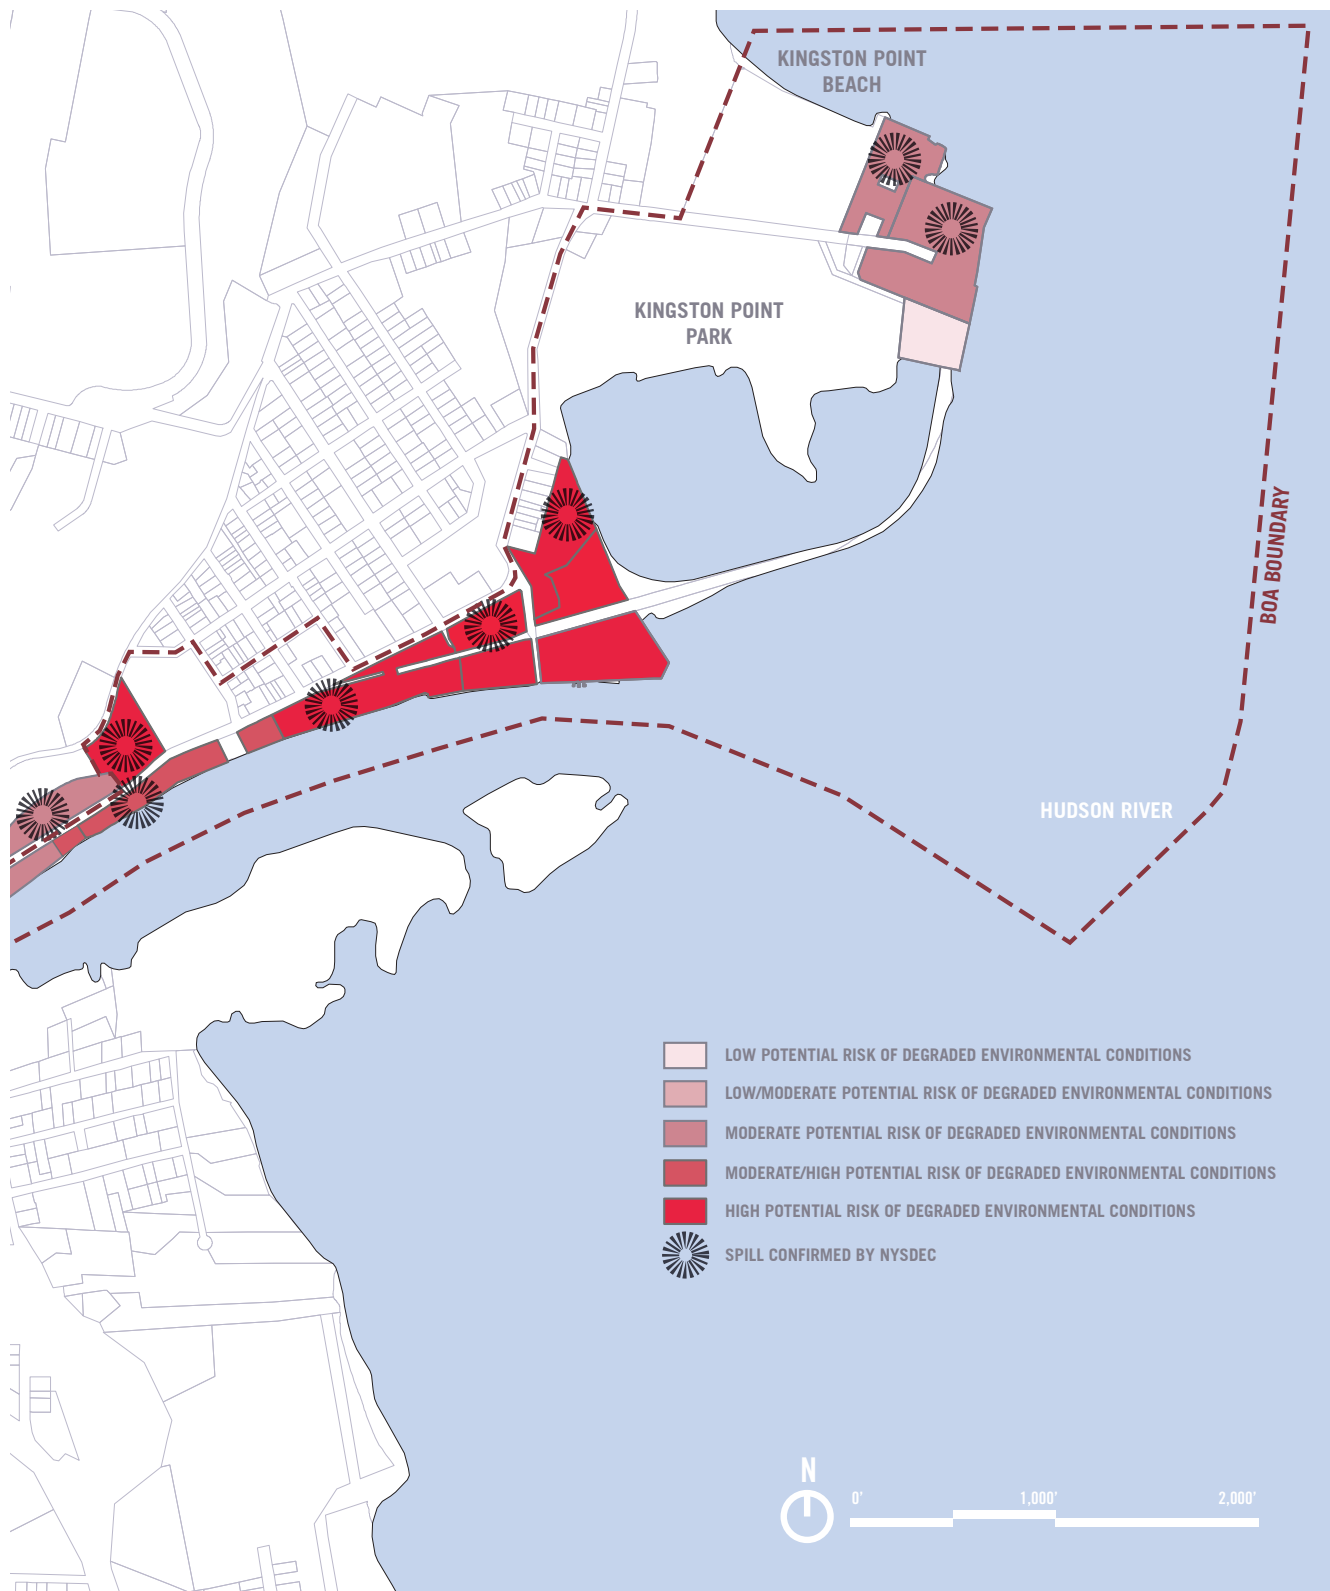 KINGSTON POINT
BEACH
KINGSTON POINT
PARK
BOA BOUNDARY
HUDSON RIVER
LOW POTENTIAL RISK OF DEGRADED ENVIRONMENTAL CONDITIONS
LOW/MODERATE POTENTIAL RISK OF DEGRADED ENVIRONMENTAL CONDITIONS
MODERATE POTENTIAL RISK OF DEGRADED ENVIRONMENTAL CONDITIONS
MODERATE/HIGH POTENTIAL RISK OF DEGRADED ENVIRONMENTAL CONDITIONS
HIGH POTENTIAL RISK OF DEGRADED ENVIRONMENTAL CONDITIONS
SPILL CONFIRMED BY NYSDEC
N
0' 1,000' 2,000'